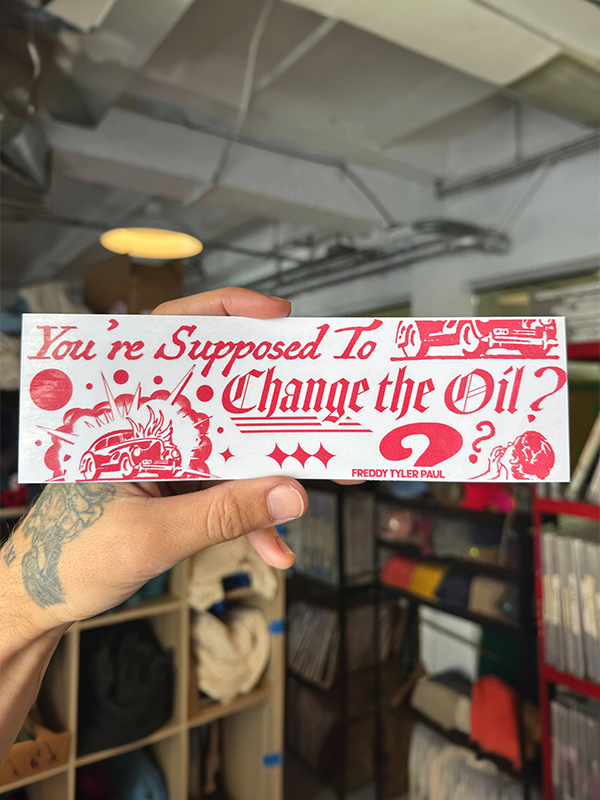 You're Supposed To
Change the Oil?
?
?
FREDDY TYLER PAUL